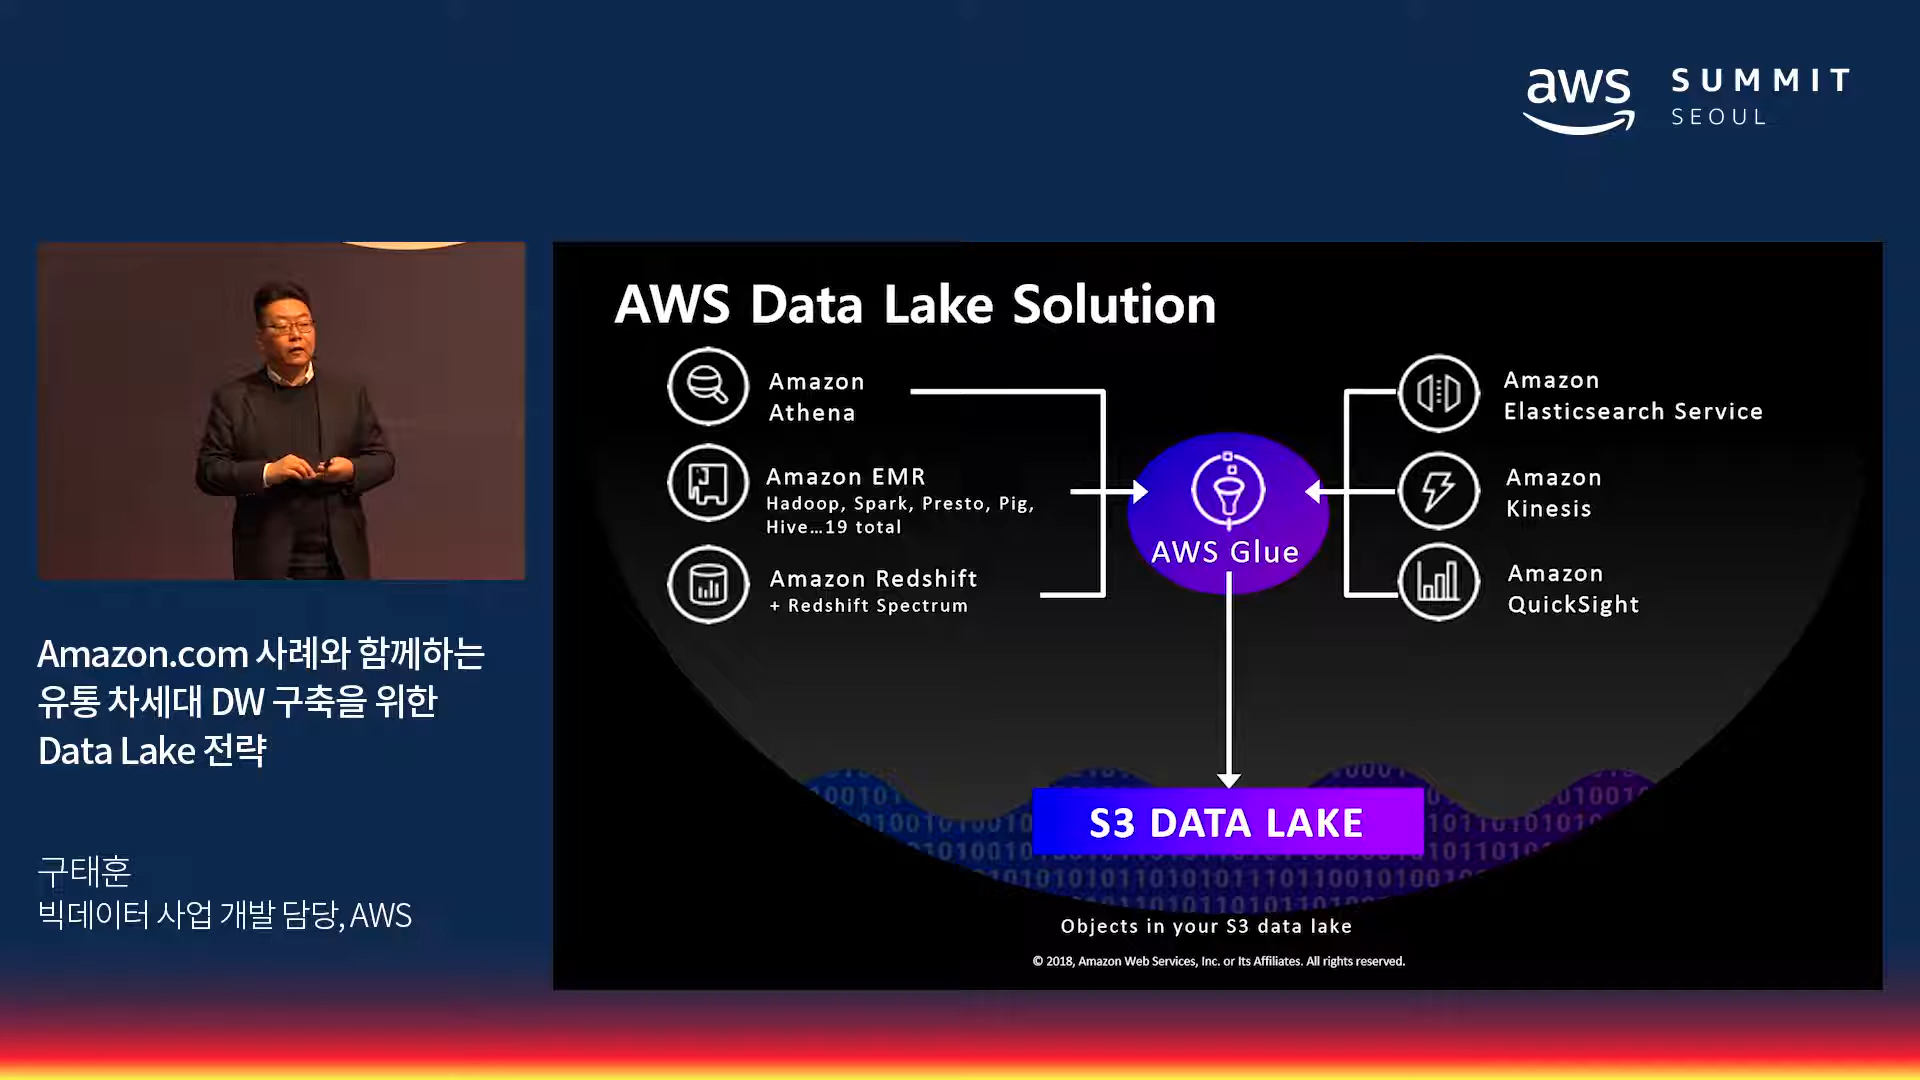 aws SUMMIT
SEOUL
AWS Data Lake Solution
Amazon
Athena
Amazon EMR
Hadoop, Spark, Presto, Pig,
Hive...19 total
Amazon Redshift
+ Redshift Spectrum
AWS Glue
Amazon
Elasticsearch Service
Amazon
Kinesis
Amazon
QuickSight
S3 DATA LAKE
Objects in your S3 data lake
© 2018, Amazon Web Services, Inc. or Its Affiliates. All rights reserved.
Amazon.com 사례와 함께하는
유통 차세대 DW 구축을 위한
Data Lake 전략
구태훈
빅데이터 사업 개발 담당, AWS